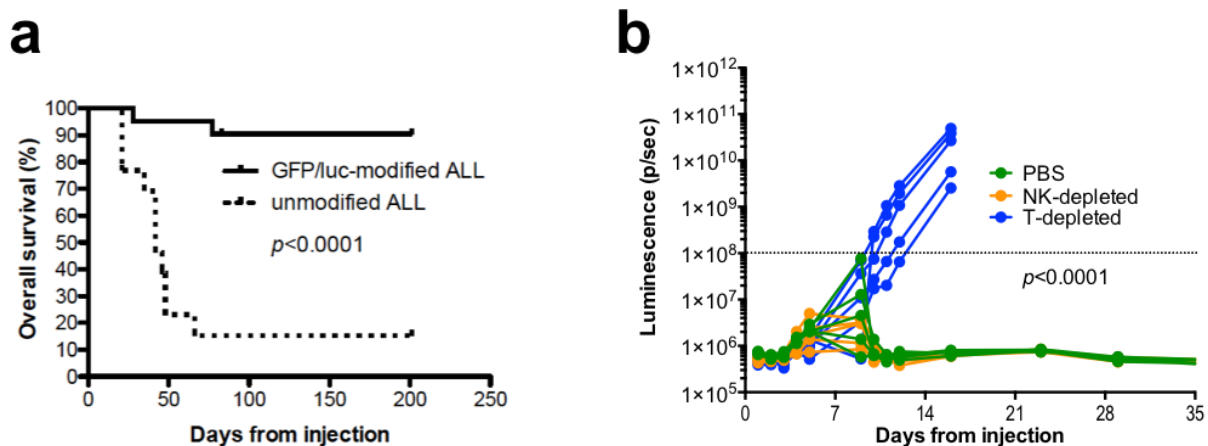 a
100
90
80
70
60
50
40
30
20
10
0
Overall survival (%)
GFP/luc-modified ALL
unmodified ALL
p<0.0001
0 50 100 150 200 250
Days from injection
b
1×10¹²
1×10¹¹
1×10¹⁰
1×10⁹
1×10⁸
1×10⁷
1×10⁶
1×10⁵
Luminescence (p/sec)
PBS
NK-depleted
T-depleted
p<0.0001
0 7 14 21 28 35
Days from injection